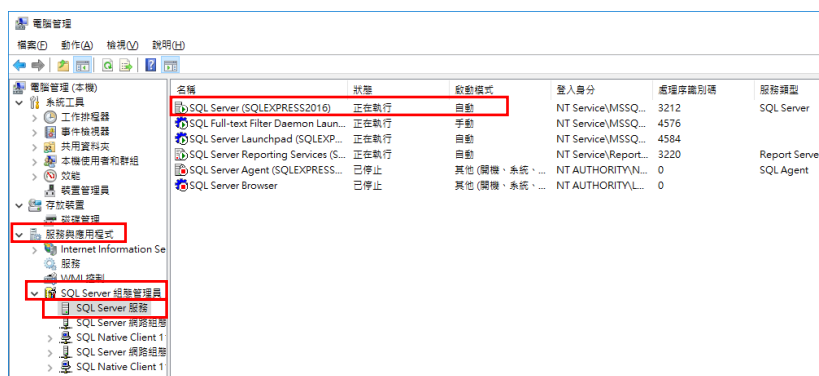 電腦管理
檔案(F) 動作(A) 檢視(V) 說明(H)
電腦管理 (本機)
系統工具
工作排程器
事件檢視器
共用資料夾
本機使用者和群組
效能
裝置管理員
存放裝置
磁碟管理
服務與應用程式
Internet Information Se
服務
WMI 控制
SQL Server 組態管理員
SQL Server 服務
SQL Server 網路組態
SQL Native Client 1
SQL Server 網路組態
SQL Native Client 1
名稱 狀態 啟動模式 登入身分 處理序識別碼 服務類型
SQL Server (SQLEXPRESS2016) 正在執行 自動 NT Service\MSSQ... 3212 SQL Server
SQL Full-text Filter Daemon Laun... 正在執行 手動 NT Service\MSSQ... 4576
SQL Server Launchpad (SQLEXP... 正在執行 自動 NT Service\MSSQ... 4584
SQL Server Reporting Services (S... 正在執行 自動 NT Service\Report... 3220 Report Serve
SQL Server Agent (SQLEXPRESS... 已停止 其他 (開機、系統、... NT AUTHORITY\N... 0 SQL Agent
SQL Server Browser 已停止 其他 (開機、系統、... NT AUTHORITY\L... 0